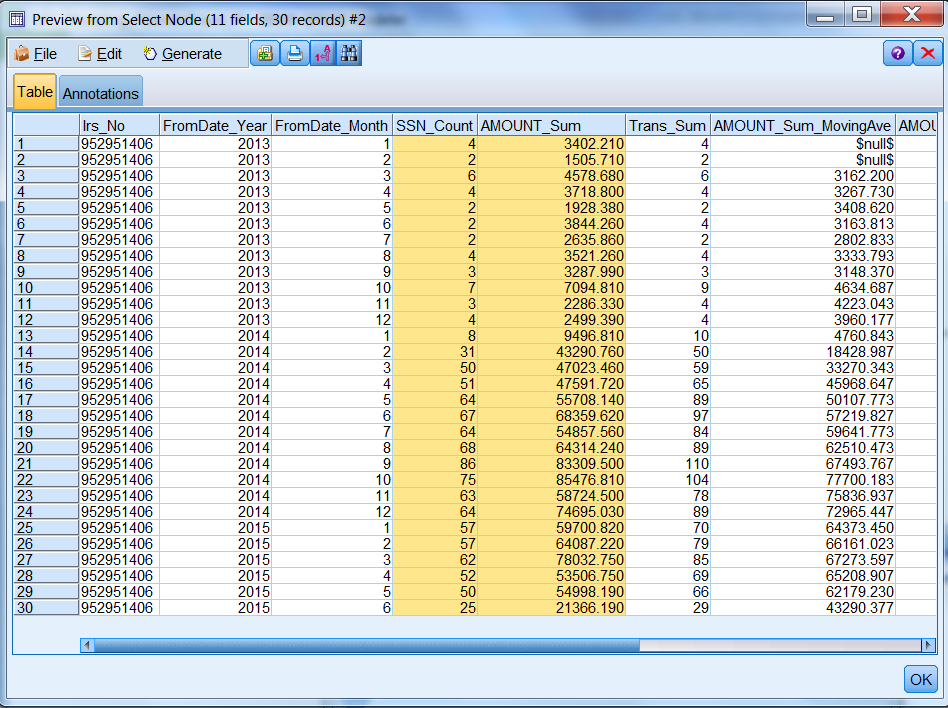 Preview from Select Node (11 fields, 30 records) #2
File Edit Generate
Table Annotations
Irs_No FromDate_Year FromDate_Month SSN_Count AMOUNT_Sum Trans_Sum AMOUNT_Sum_MovingAve AMOU
1 952951406 2013 1 4 3402.210 4 $null$
2 952951406 2013 2 2 1505.710 2 $null$
3 952951406 2013 3 6 4578.680 6 3162.200
4 952951406 2013 4 4 3718.800 4 3267.730
5 952951406 2013 5 2 1928.380 2 3408.620
6 952951406 2013 6 2 3844.260 4 3163.813
7 952951406 2013 7 2 2635.860 2 2802.833
8 952951406 2013 8 4 3521.260 4 3333.793
9 952951406 2013 9 3 3287.990 3 3148.370
10 952951406 2013 10 7 7094.810 9 4634.687
11 952951406 2013 11 3 2286.330 4 4223.043
12 952951406 2013 12 4 2499.390 4 3960.177
13 952951406 2014 1 8 9496.810 10 4760.843
14 952951406 2014 2 31 43290.760 50 18428.987
15 952951406 2014 3 50 47023.460 59 33270.343
16 952951406 2014 4 51 47591.720 65 45968.647
17 952951406 2014 5 64 55708.140 89 50107.773
18 952951406 2014 6 67 68359.620 97 57219.827
19 952951406 2014 7 64 54857.560 84 59641.773
20 952951406 2014 8 68 64314.240 89 62510.473
21 952951406 2014 9 86 83309.500 110 67493.767
22 952951406 2014 10 75 85476.810 104 77700.183
23 952951406 2014 11 63 58724.500 78 75836.937
24 952951406 2014 12 64 74695.030 89 72965.447
25 952951406 2015 1 57 59700.820 70 64373.450
26 952951406 2015 2 57 64087.220 79 66161.023
27 952951406 2015 3 62 78032.750 85 67273.597
28 952951406 2015 4 52 53506.750 69 65208.907
29 952951406 2015 5 50 54998.190 66 62179.230
30 952951406 2015 6 25 21366.190 29 43290.377
OK